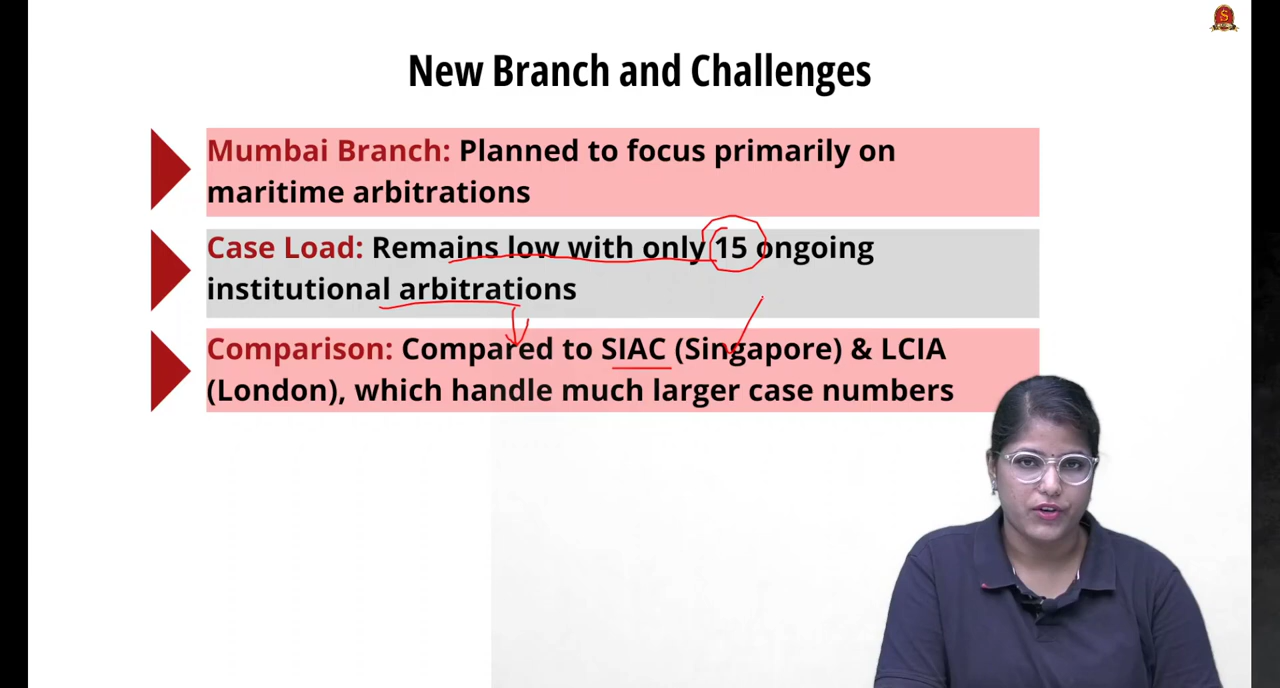 New Branch and Challenges
Mumbai Branch: Planned to focus primarily on
maritime arbitrations
Case Load: Remains low with only 15 ongoing
institutional arbitrations
Comparison: Compared to SIAC (Singapore) & LCIA
(London), which handle much larger case numbers